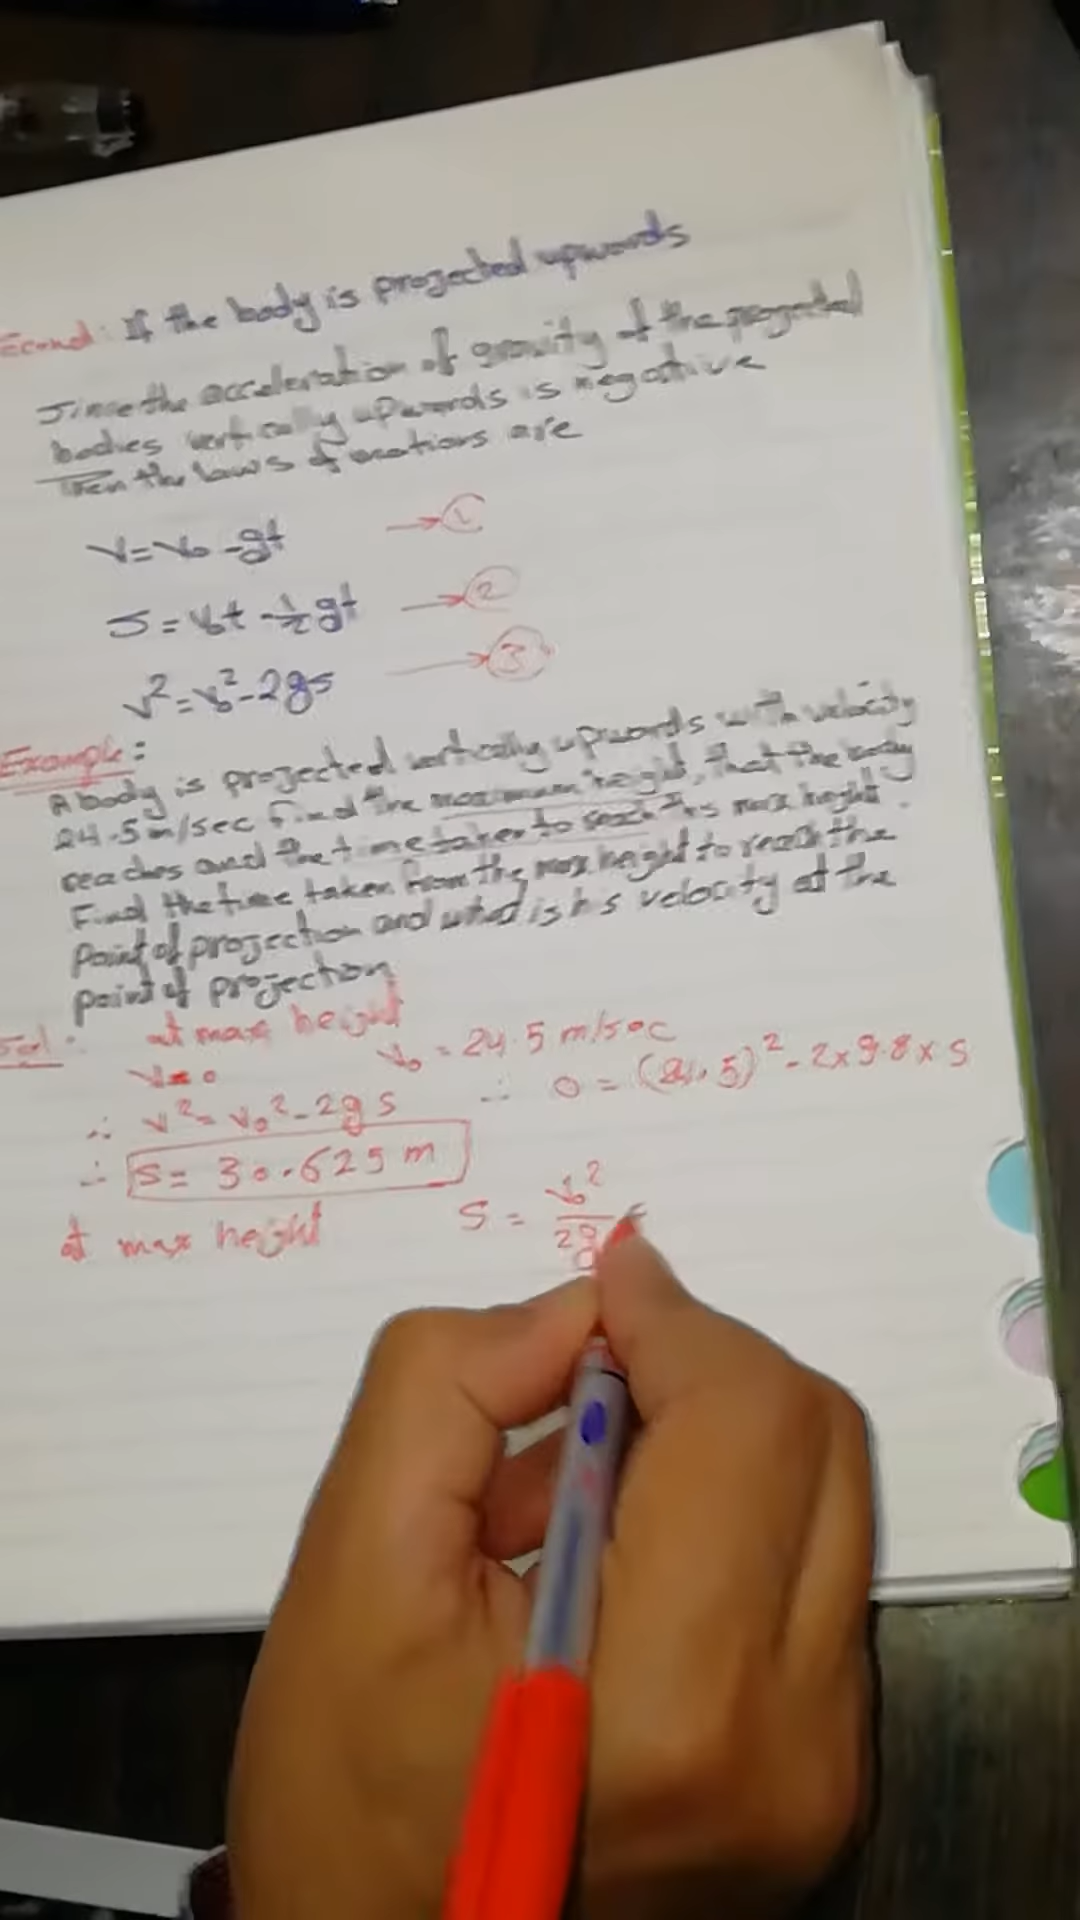 Second: If the body is projected upwords
Since the acceleration of gravity of the projected
bodies vertically upwards is negative
Then the laws of motions are
V = V₀ - gt → 1
S = V₀t - 1/2 gt → 2
V² = V₀² - 2gs → 3
Example:
A body is projected vertically upwords with velocity
24.5 m/sec Find the maximum height, that the body
reaches and the time taken to reach its max height.
Find the time taken from the max height to reach the
point of projection and what is his velocity at the
point of projection
Sol: at max height
V = 0 V₀ = 24.5 m/sec
∴ V² = V₀² - 2gs ∴ 0 = (24.5)² - 2×9.8×S
∴ S = 30.625 m
at max height S = V₀²/2g